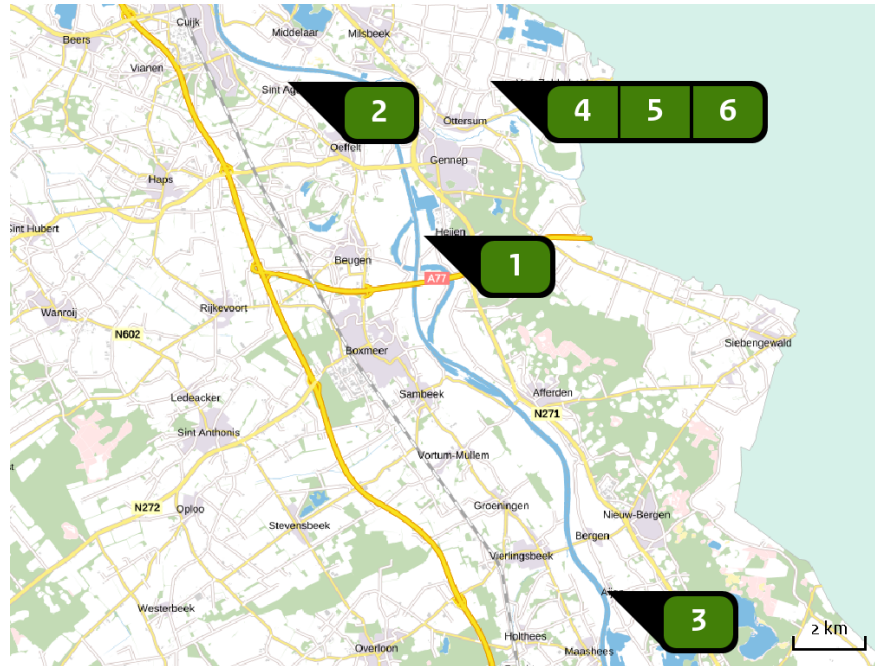 Cuijk
Middelaar
Milsbeek
Beers
Vianen
Sint Ag
2
4 5 6
Ottersum
Oeffelt
Gennep
Haps
int Hubert
Heijen
Beugen
1
A77
Rijkevoort
Wanroij
N602
Siebengewald
Boxmeer
Ledeacker
Sambeek
Afferden
N271
Sint Anthonis
Vortum-Mullem
N272
Oploo
Groeningen
Nieuw-Bergen
Stevensbeek
Bergen
Vierlingsbeek
Westerbeek
3
2 km
Overloon
Holthees
Maashees